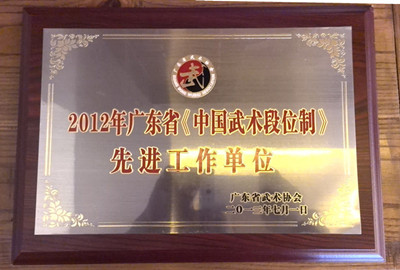 2012年广东省《中国武术段位制》
先进工作单位
广东省武术协会
二〇一三年七月一日